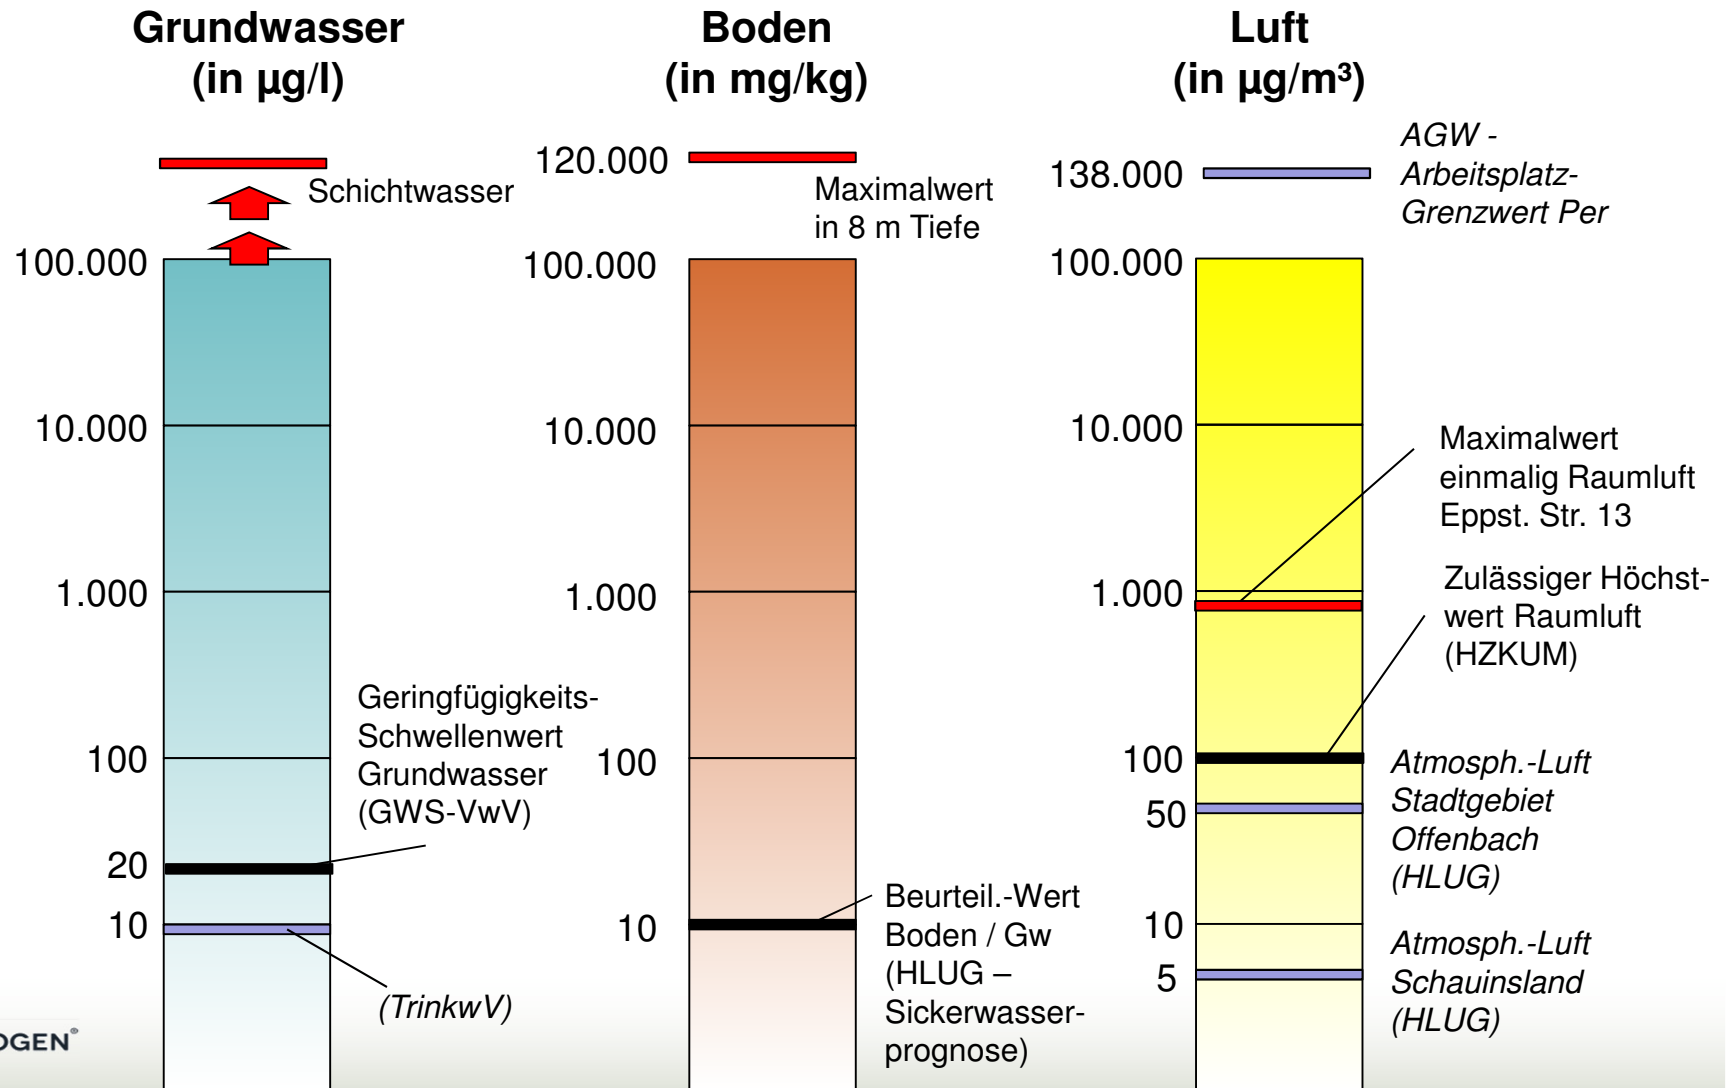 Grundwasser
(in µg/l)
Schichtwasser
100.000
10.000
1.000
100
20
10
Geringfügigkeits-
Schwellenwert
Grundwasser
(GWS-VwV)
(TrinkwV)
Boden
(in mg/kg)
120.000
Maximalwert
in 8 m Tiefe
100.000
10.000
1.000
100
10
Beurteil.-Wert
Boden / Gw
(HLUG –
Sickerwasser-
prognose)
Luft
(in µg/m³)
138.000
AGW -
Arbeitsplatz-
Grenzwert Per
100.000
10.000
1.000
100
50
10
5
Maximalwert
einmalig Raumluft
Eppst. Str. 13
Zulässiger Höchst-
wert Raumluft
(HZKUM)
Atmosph.-Luft
Stadtgebiet
Offenbach
(HLUG)
Atmosph.-Luft
Schauinsland
(HLUG)
OGEN®